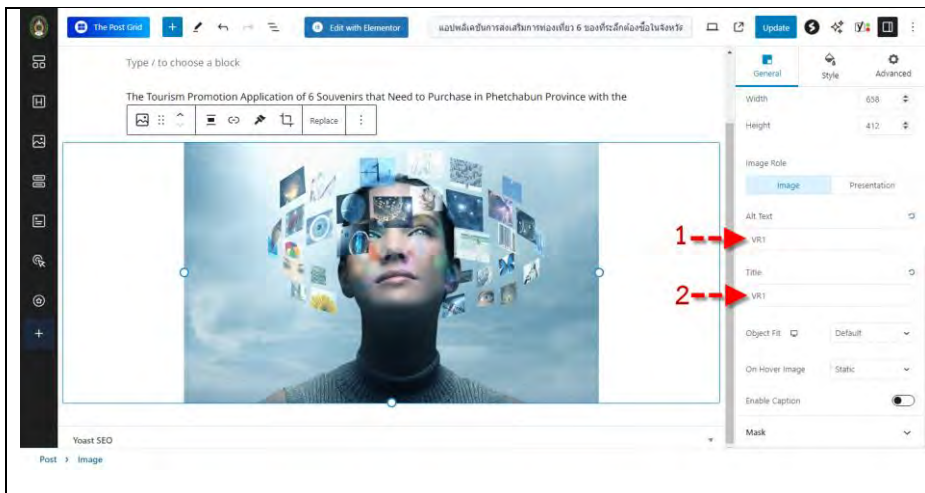 The Post Grid
Edit with Elementor
แอปพลิเคชันการส่งเสริมการท่องเที่ยว 6 ของที่ระลึกต้องซื้อในจังหวัด
Update
Type / to choose a block
General
Style
Advanced
The Tourism Promotion Application of 6 Souvenirs that Need to Purchase in Phetchabun Province with the
Width
658
Replace
Height
412
Image Role
Image
Presentation
Alt Text
1
VR1
Title
2
VR1
Object Fit
Default
On Hover Image
Static
Enable Caption
Mask
Yoast SEO
Post > Image